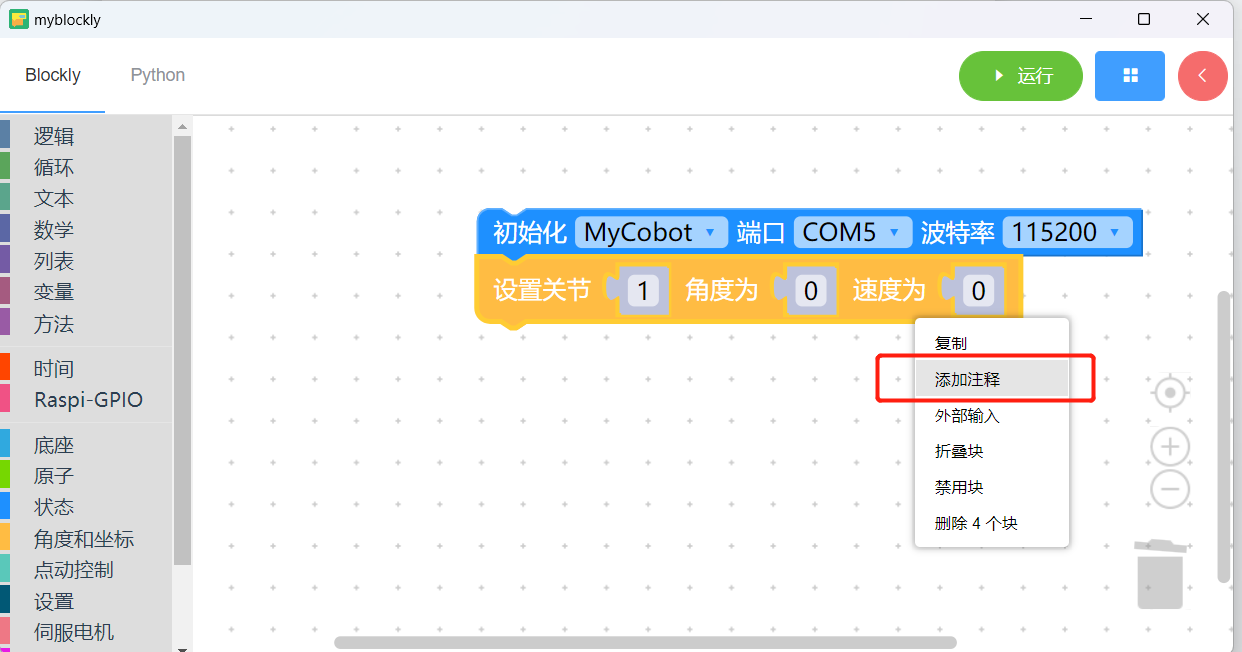 myblockly
Blockly
Python
运行
逻辑
循环
文本
数学
列表
变量
方法
时间
Raspi-GPIO
底座
原子
状态
角度和坐标
点动控制
设置
伺服电机
初始化 MyCobot 端口 COM5 波特率 115200
设置关节 1 角度为 0 速度为 0
复制
添加注释
外部输入
折叠块
禁用块
删除 4 个块